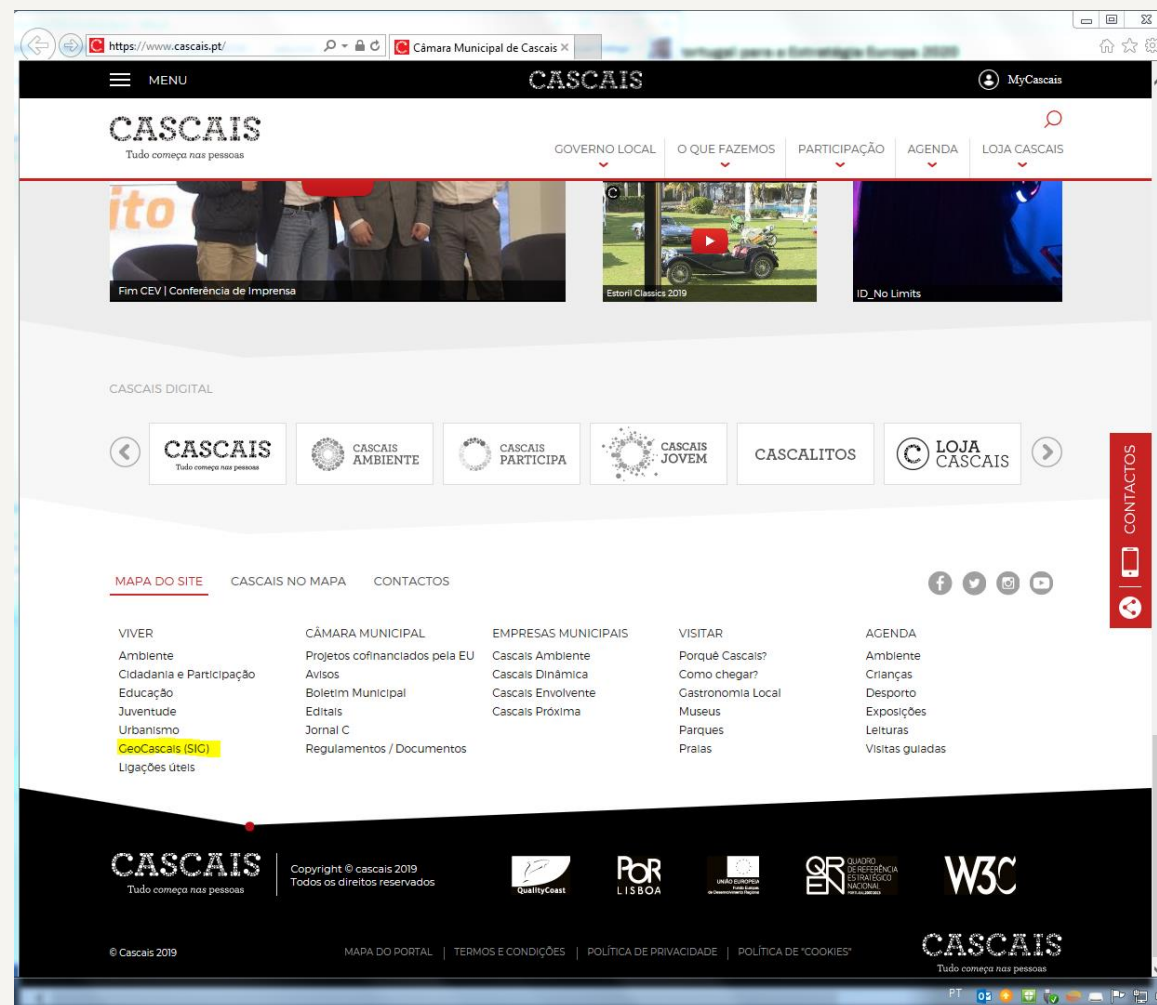 https://www.cascais.pt/
Câmara Municipal de Cascais
MENU
CASCAIS
MyCascais
CASCAIS
Tudo começa nas pessoas
GOVERNO LOCAL
O QUE FAZEMOS
PARTICIPAÇÃO
AGENDA
LOJA CASCAIS
ito
Fim CEV | Conferência de Imprensa
Estoril Classics 2019
ID_No Limits
CASCAIS DIGITAL
CASCAIS
Tudo começa nas pessoas
CASCAIS
AMBIENTE
CASCAIS
PARTICIPA
CASCAIS
JOVEM
CASCALITOS
LOJA
CASCAIS
CONTACTOS
MAPA DO SITE
CASCAIS NO MAPA
CONTACTOS
VIVER
Ambiente
Cidadania e Participação
Educação
Juventude
Urbanismo
GeoCascais (SIG)
Ligações úteis
CÂMARA MUNICIPAL
Projetos cofinanciados pela EU
Avisos
Boletim Municipal
Editais
Jornal C
Regulamentos / Documentos
EMPRESAS MUNICIPAIS
Cascais Ambiente
Cascais Dinâmica
Cascais Envolvente
Cascais Próxima
VISITAR
Porquê Cascais?
Como chegar?
Gastronomia Local
Museus
Parques
Praias
AGENDA
Ambiente
Crianças
Desporto
Exposições
Leituras
Visitas guiadas
CASCAIS
Tudo começa nas pessoas
Copyright © cascais 2019
Todos os direitos reservados
QualityCoast
POR
LISBOA
UNIÃO EUROPEIA
QREN
QUADRO
DE REFERÊNCIA
ESTRATÉGICO
NACIONAL
W3C
© Cascais 2019
MAPA DO PORTAL | TERMOS E CONDIÇÕES | POLÍTICA DE PRIVACIDADE | POLÍTICA DE "COOKIES"
CASCAIS
Tudo começa nas pessoas
PT